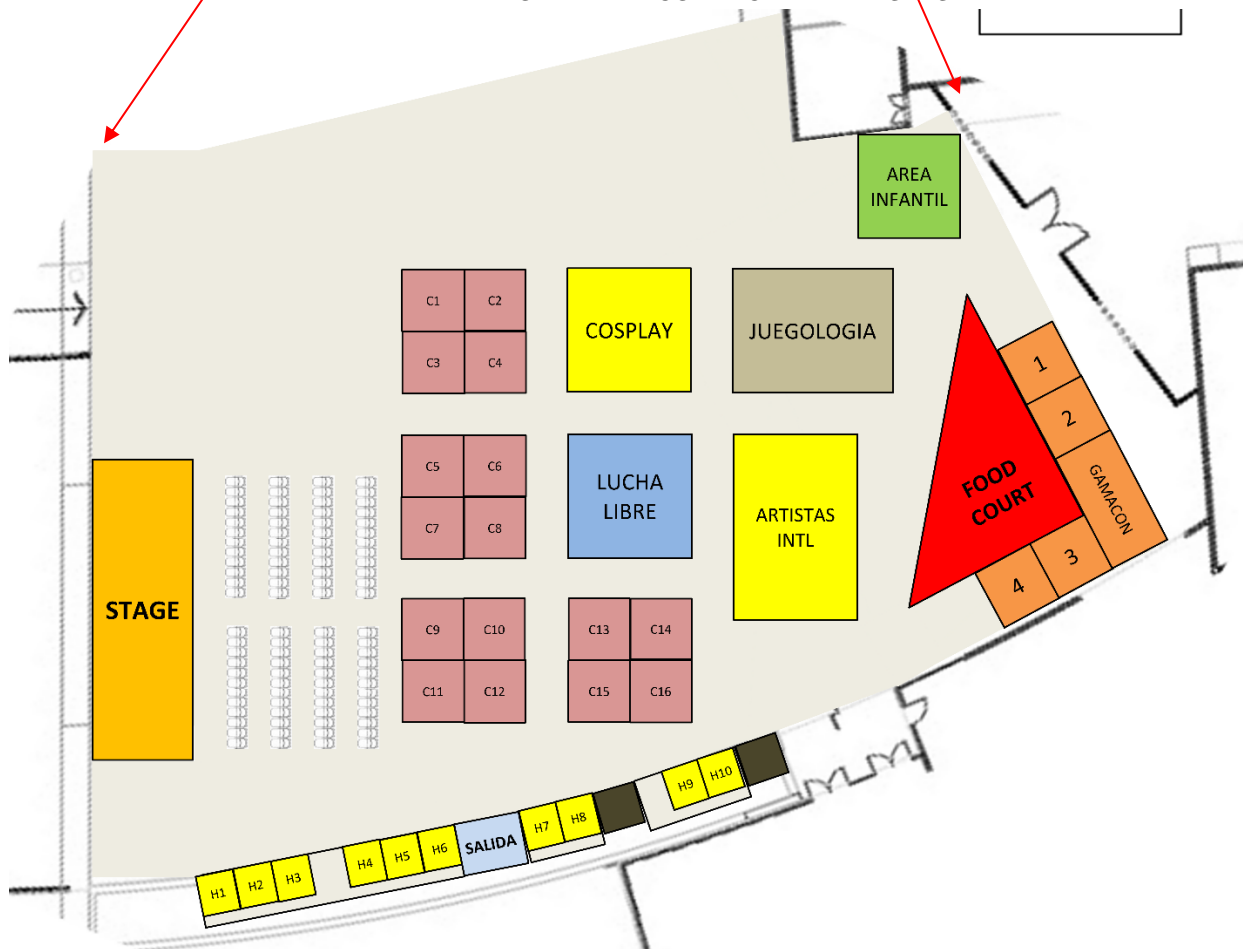 AREA
INFANTIL
C1 C2
COSPLAY
JUEGOLOGIA
C3 C4
1
2
GAMACON
FOOD
COURT
3
4
C5 C6
LUCHA
LIBRE
C7 C8
ARTISTAS
INTL
STAGE
C9 C10 C13 C14
C11 C12 C15 C16
H1 H2 H3 H4 H5 H6 SALIDA H7 H8 H9 H10